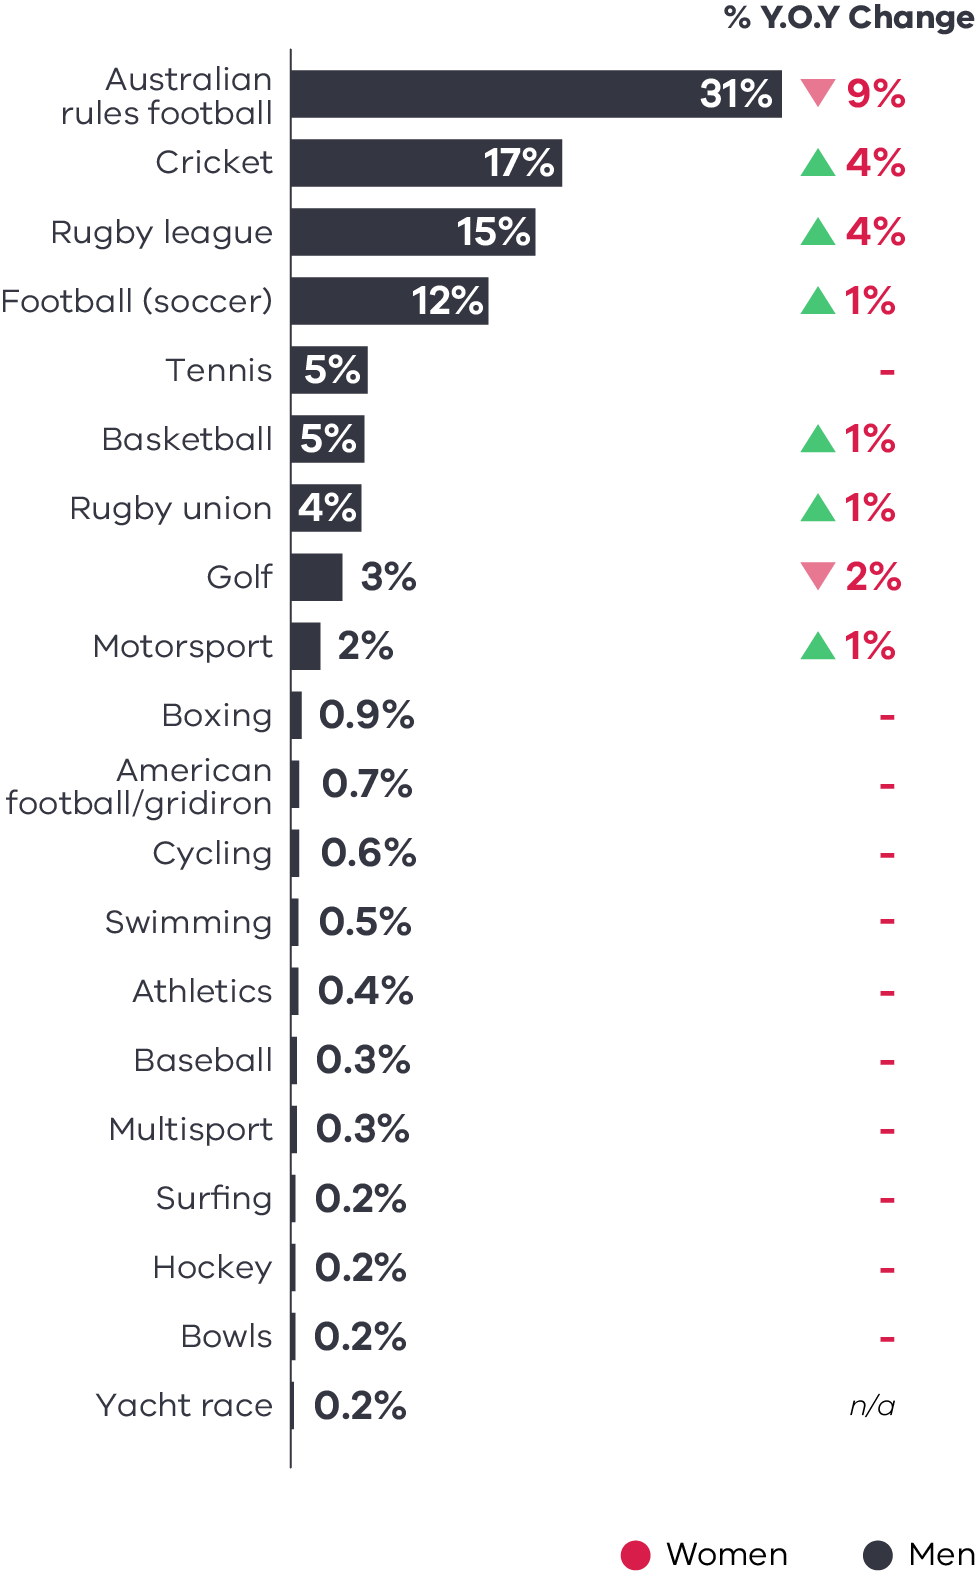 % Y.O.Y Change
Australian
rules football
31%
9%
Cricket
17%
4%
Rugby league
15%
4%
Football (soccer)
12%
1%
Tennis
5%
-
Basketball
5%
1%
Rugby union
4%
1%
Golf
3%
2%
Motorsport
2%
1%
Boxing
0.9%
-
American
football/gridiron
0.7%
-
Cycling
0.6%
-
Swimming
0.5%
-
Athletics
0.4%
-
Baseball
0.3%
-
Multisport
0.3%
-
Surfing
0.2%
-
Hockey
0.2%
-
Bowls
0.2%
-
Yacht race
0.2%
n/a
Women
Men